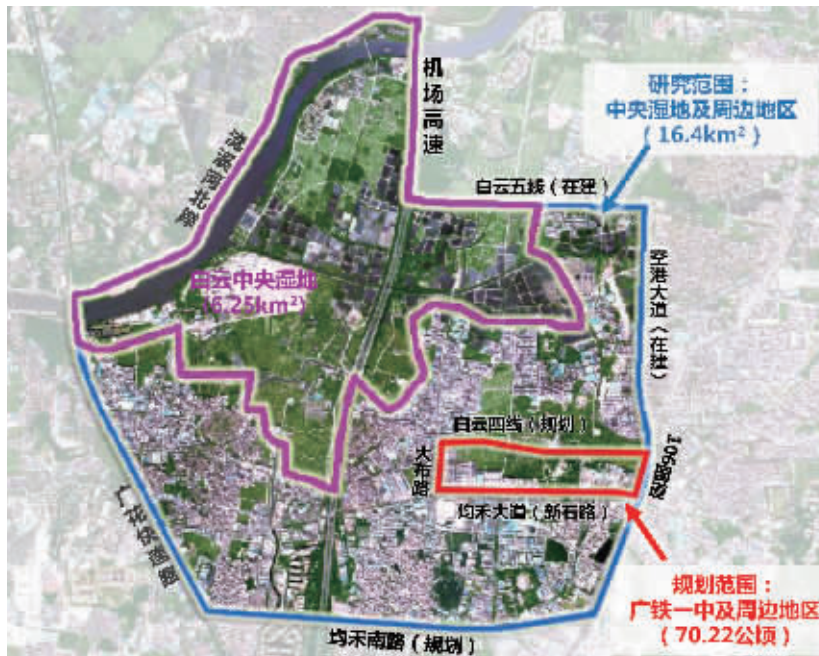 机场高速
研究范围：
中央湿地及周边地区
（16.4km²）
流溪河北岸
白云五线（在建）
白云中央湿地
(6.25km²)
空港大道（在建）
白云四线（规划）
大布路
106国道
均禾大道（新石路）
广花快速路
规划范围：
广铁一中及周边地区
（70.22公顷）
均禾南路（规划）